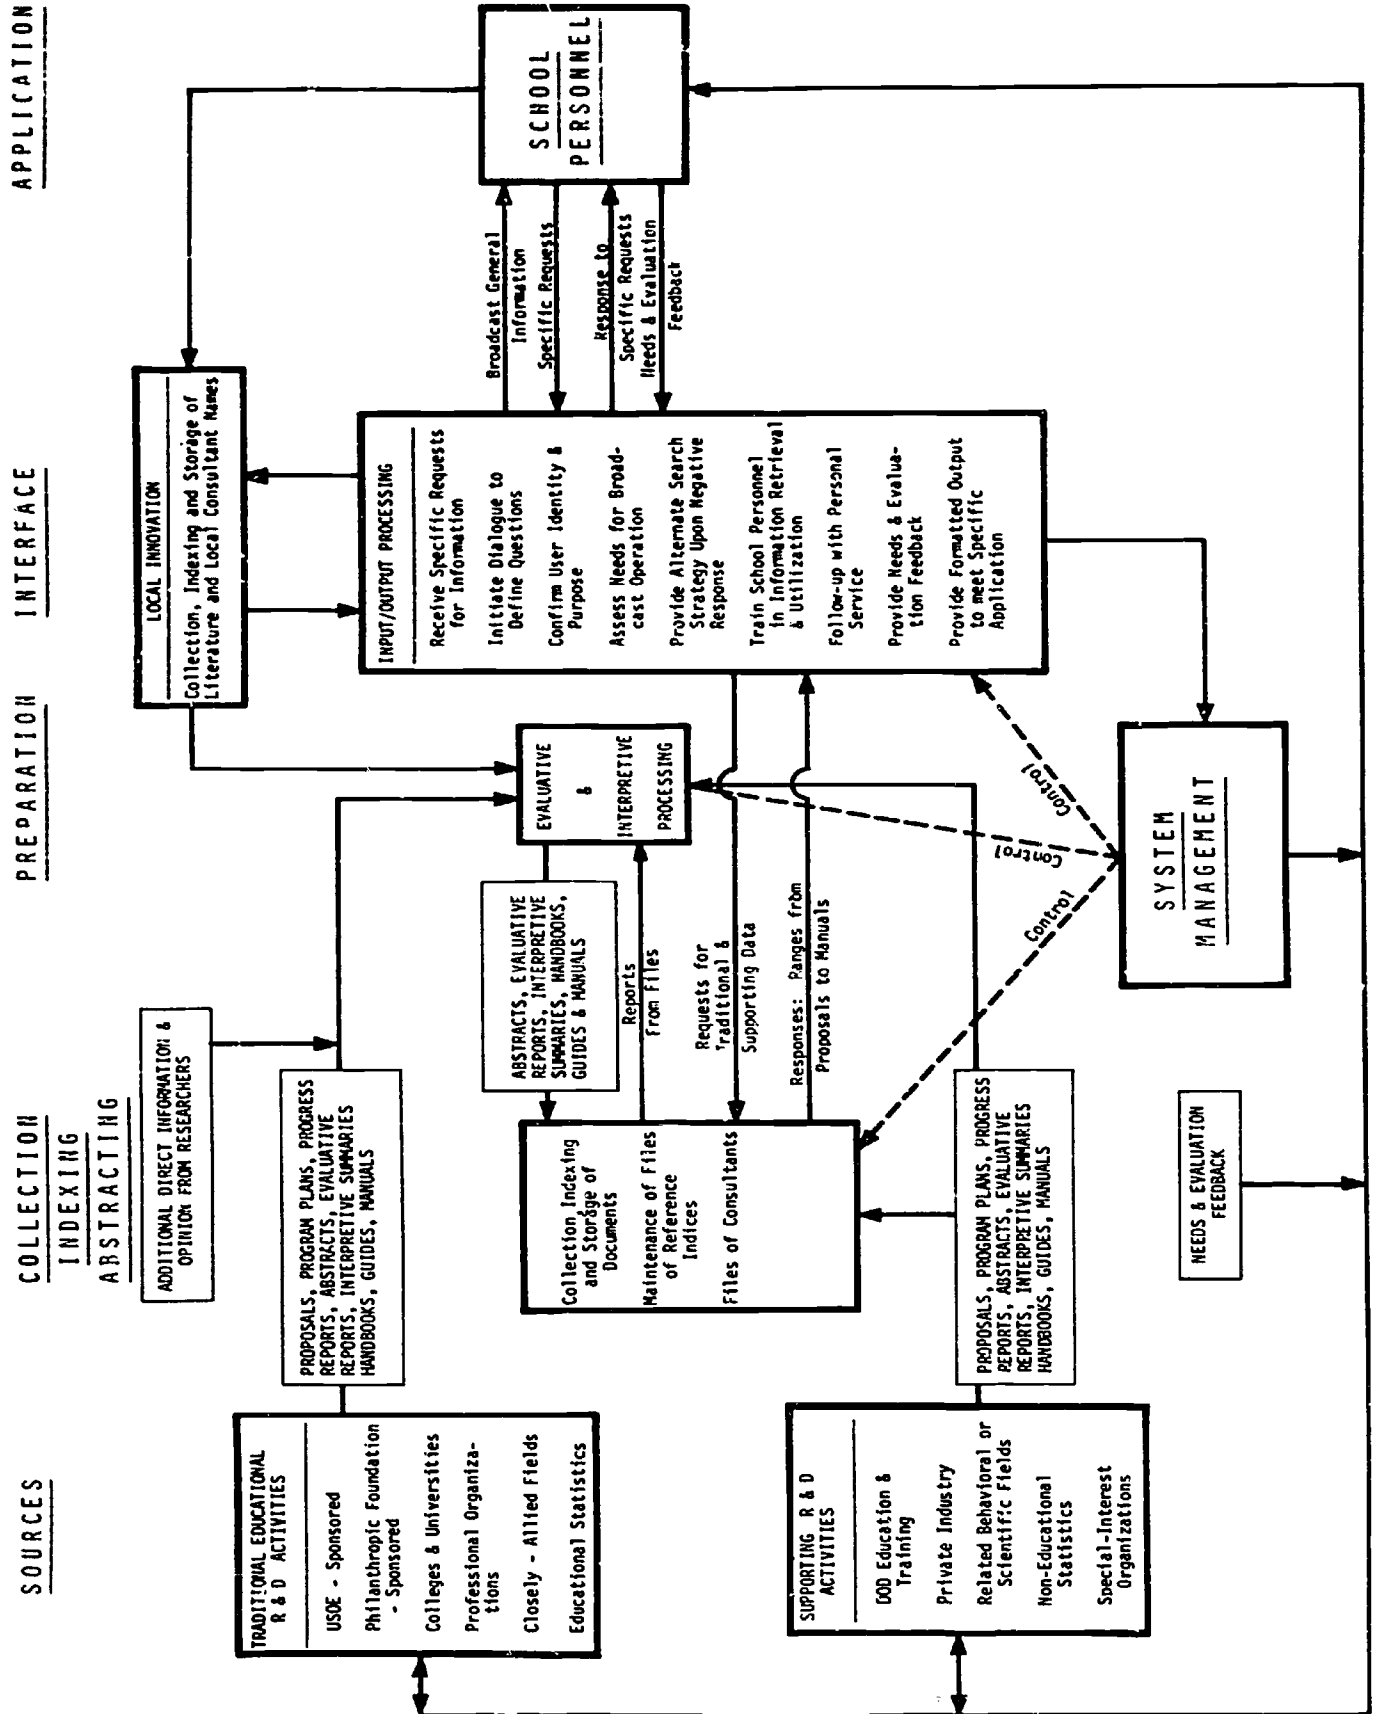 SOURCES
COLLECTION
INDEXING
ABSTRACTING
PREPARATION
INTERFACE
APPLICATION
TRADITIONAL EDUCATIONAL
R & D ACTIVITIES
USOE - Sponsored
Philanthropic Foundation
- Sponsored
Colleges & Universities
Professional Organiza-
tions
Closely - Allied Fields
Educational Statistics
SUPPORTING R & D
ACTIVITIES
DOD Education &
Training
Private Industry
Related Behavioral or
Scientific Fields
Non-Educational
Statistics
Special-Interest
Organizations
ADDITIONAL DIRECT INFORMATION &
OPINION FROM RESEARCHERS
PROPOSALS, PROGRAM PLANS, PROGRESS
REPORTS, ABSTRACTS, EVALUATIVE
REPORTS, INTERPRETIVE SUMMARIES
HANDBOOKS, GUIDES, MANUALS
Collection Indexing
and Storage of
Documents
Maintenance of Files
of Reference
Indices
Files of Consultants
PROPOSALS, PROGRAM PLANS, PROGRESS
REPORTS, ABSTRACTS, EVALUATIVE
REPORTS, INTERPRETIVE SUMMARIES
HANDBOOKS, GUIDES, MANUALS
NEEDS & EVALUATION
FEEDBACK
ABSTRACTS, EVALUATIVE
REPORTS, INTERPRETIVE
SUMMARIES, HANDBOOKS,
GUIDES & MANUALS
Reports
From Files
Requests for
Traditional &
Supporting Data
Responses: Ranges from
Proposals to Manuals
EVALUATIVE
&
INTERPRETIVE
PROCESSING
Control
Control
Control
SYSTEM
MANAGEMENT
LOCAL INNOVATION
Collection, Indexing and Storage of
Literature and Local Consultant Names
INPUT/OUTPUT PROCESSING
Receive Specific Requests
for Information
Initiate Dialogue to
Define Questions
Confirm User Identity &
Purpose
Assess Needs for Broad-
cast Operation
Provide Alternate Search
Strategy Upon Negative
Response
Train School Personnel
in Information Retrieval
& Utilization
Follow-up with Personal
Service
Provide Needs & Evalua-
tion Feedback
Provide Formatted Output
to meet Specific
Application
Broadcast General
Information
Specific Requests
Response to
Specific Requests
Needs & Evaluation
Feedback
SCHOOL
PERSONNEL